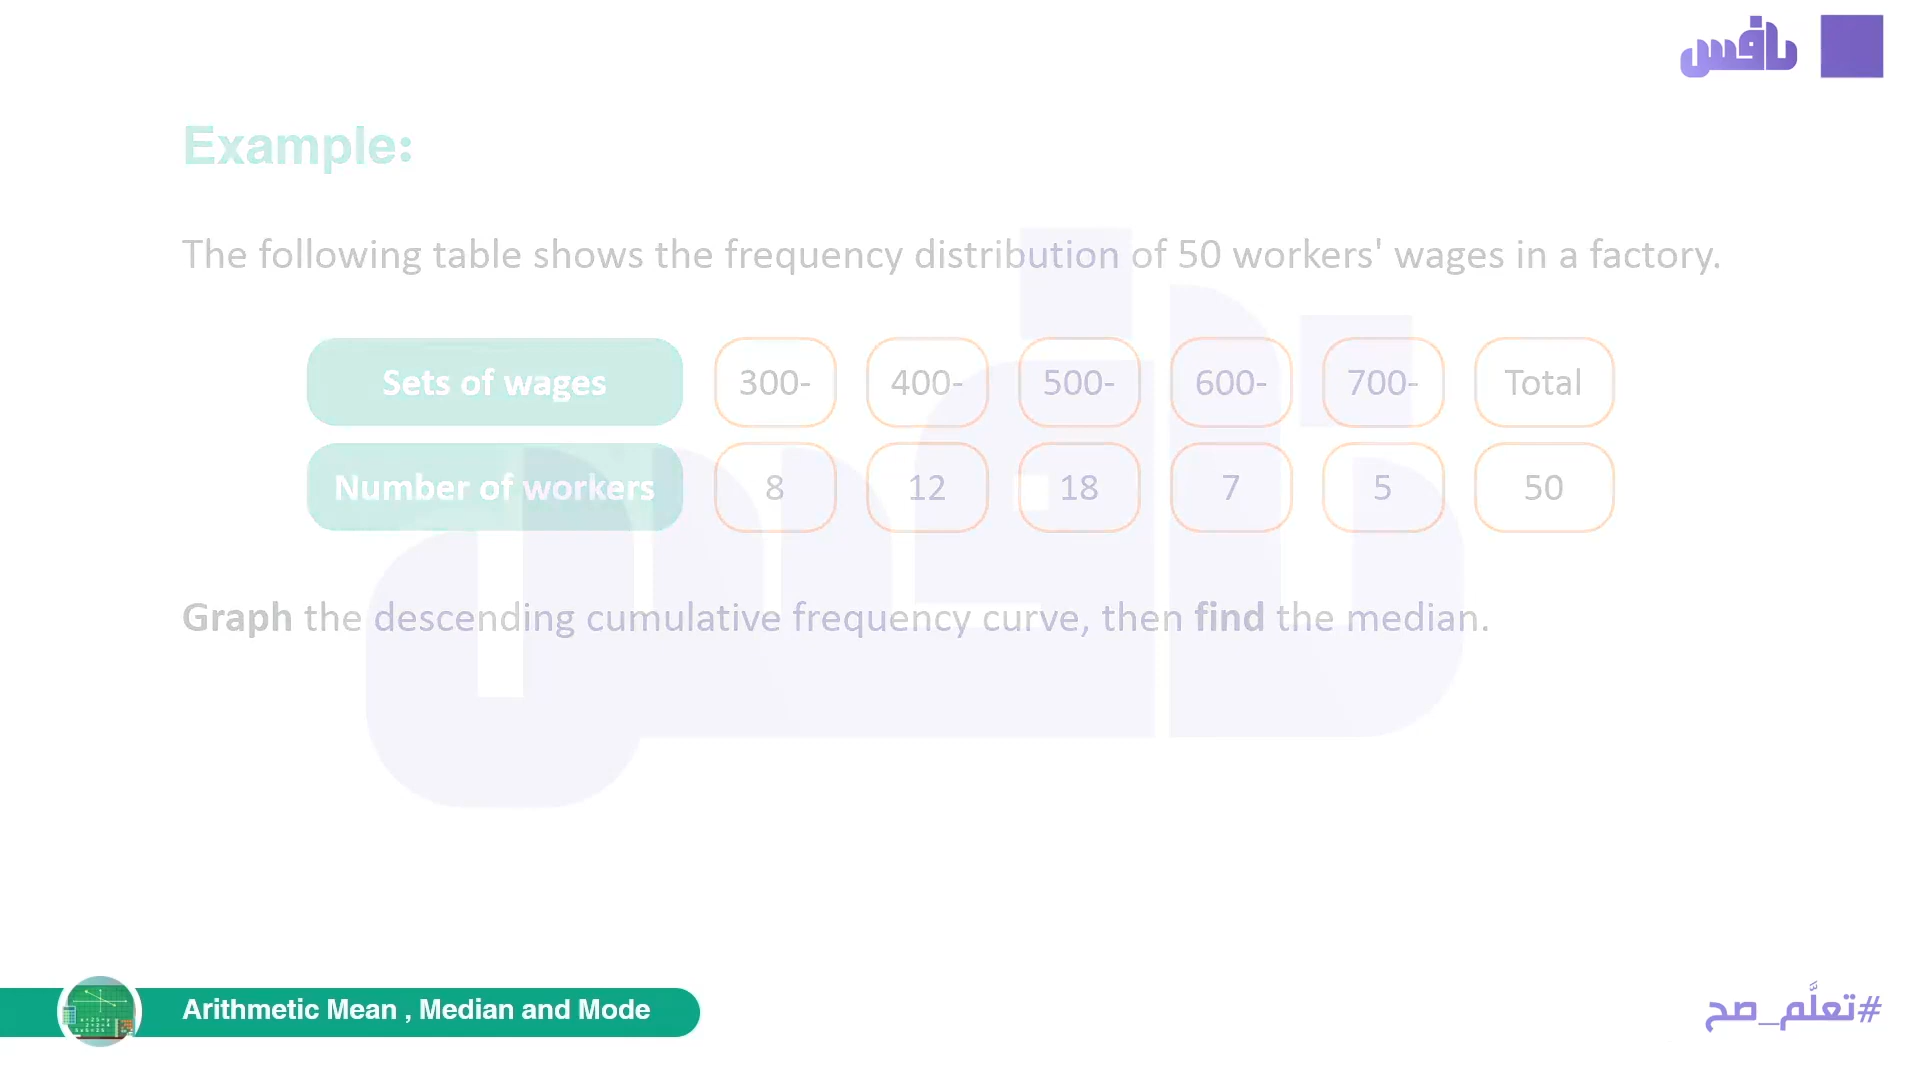 نافس
Example:
The following table shows the frequency distribution of 50 workers' wages in a factory.
Sets of wages 300- 400- 500- 600- 700- Total
Number of workers 8 12 18 7 5 50
Graph the descending cumulative frequency curve, then find the median.
Arithmetic Mean , Median and Mode
#تعلَّم_صح